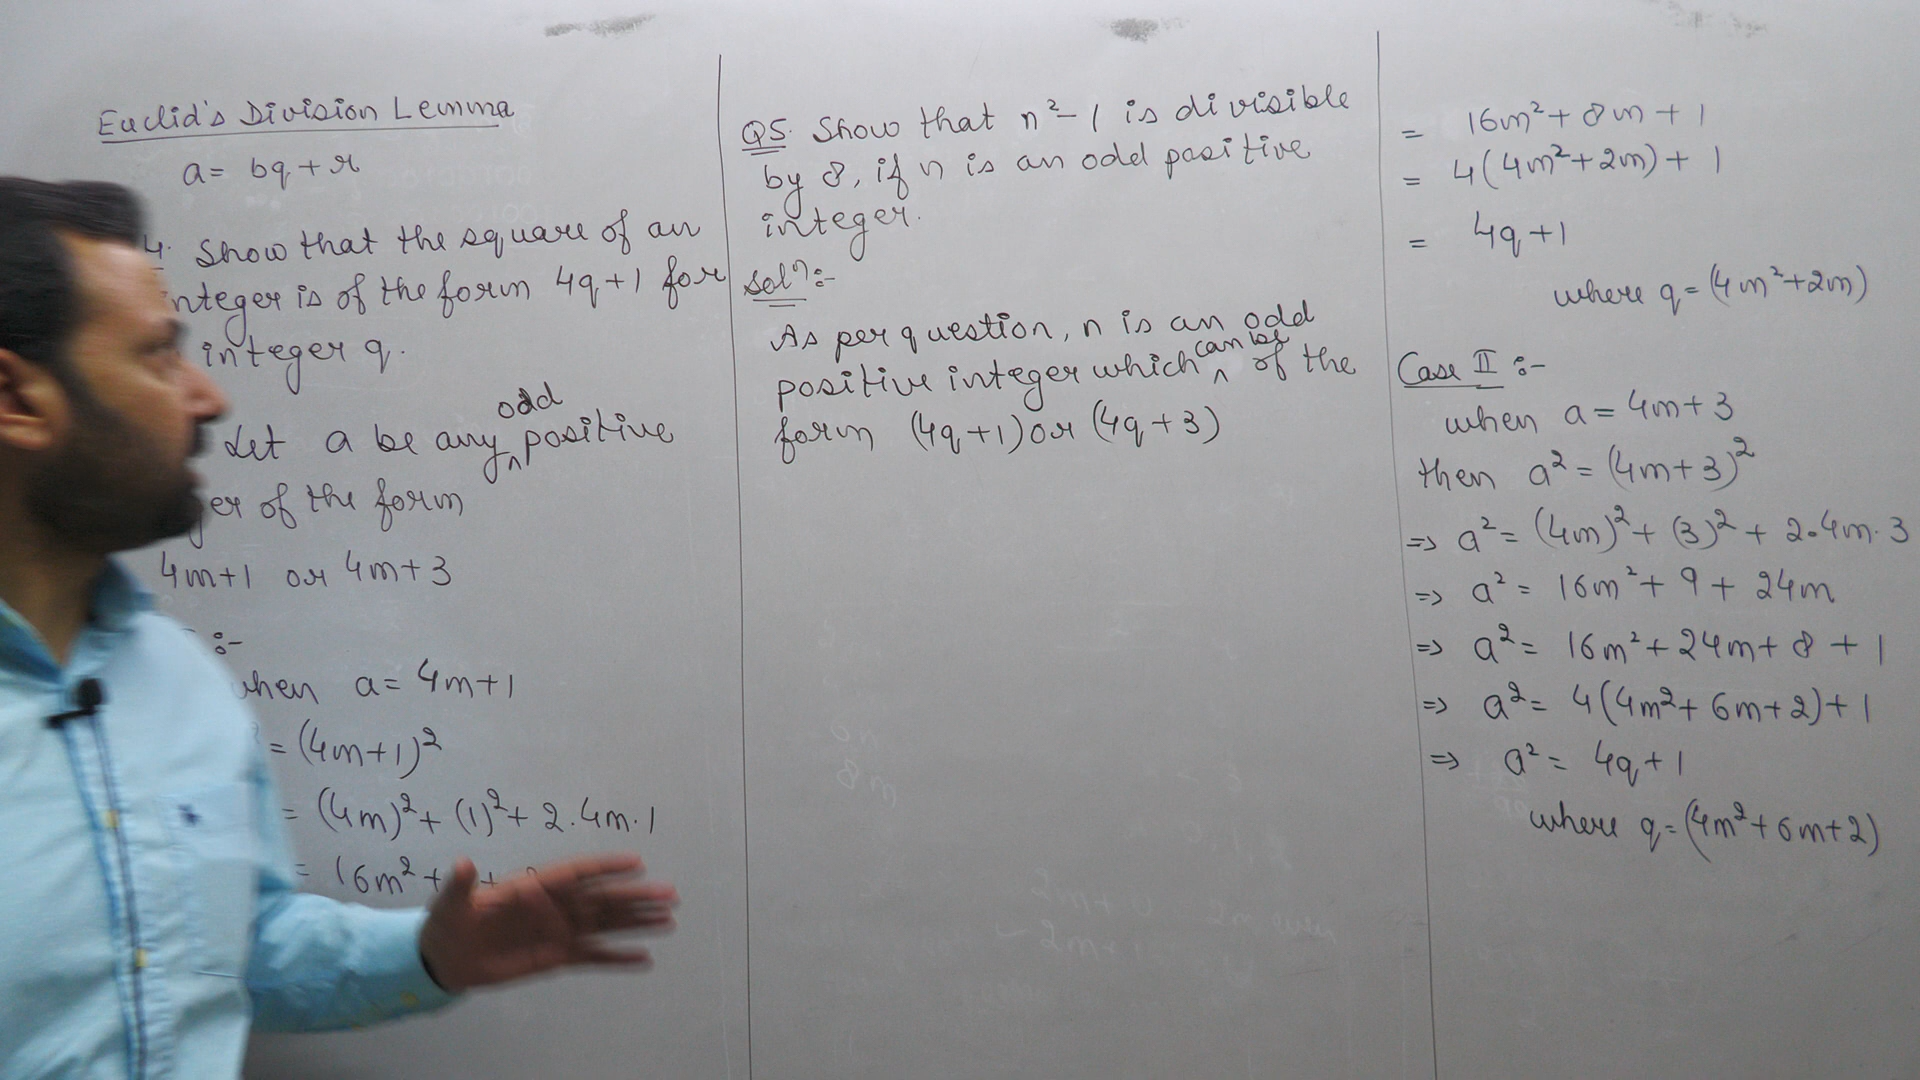 Euclid's Division Lemma
a = bq + r
4. Show that the square of an
nteger is of the form 4q+1 for
integer q.
odd
Let a be any ^ positive
er of the form
4m+1 or 4m+3
:-
when a = 4m+1
= (4m+1)²
= (4m)² + (1)² + 2.4m.1
= 16m² +
Q5. Show that n²-1 is divisible
by 8, if n is an odd positive
integer.
Solⁿ:-
As per question, n is an odd
can be
positive integer which ^ of the
form (4q+1) or (4q+3)
= 16m² + 8m + 1
= 4(4m² + 2m) + 1
= 4q+1
where q = (4m²+2m)
Case II :-
when a = 4m+3
then a² = (4m+3)²
⇒ a² = (4m)² + (3)² + 2.4m.3
⇒ a² = 16m² + 9 + 24m
⇒ a² = 16m² + 24m + 8 + 1
⇒ a² = 4(4m² + 6m + 2) + 1
⇒ a² = 4q+1
where q = (4m² + 6m + 2)